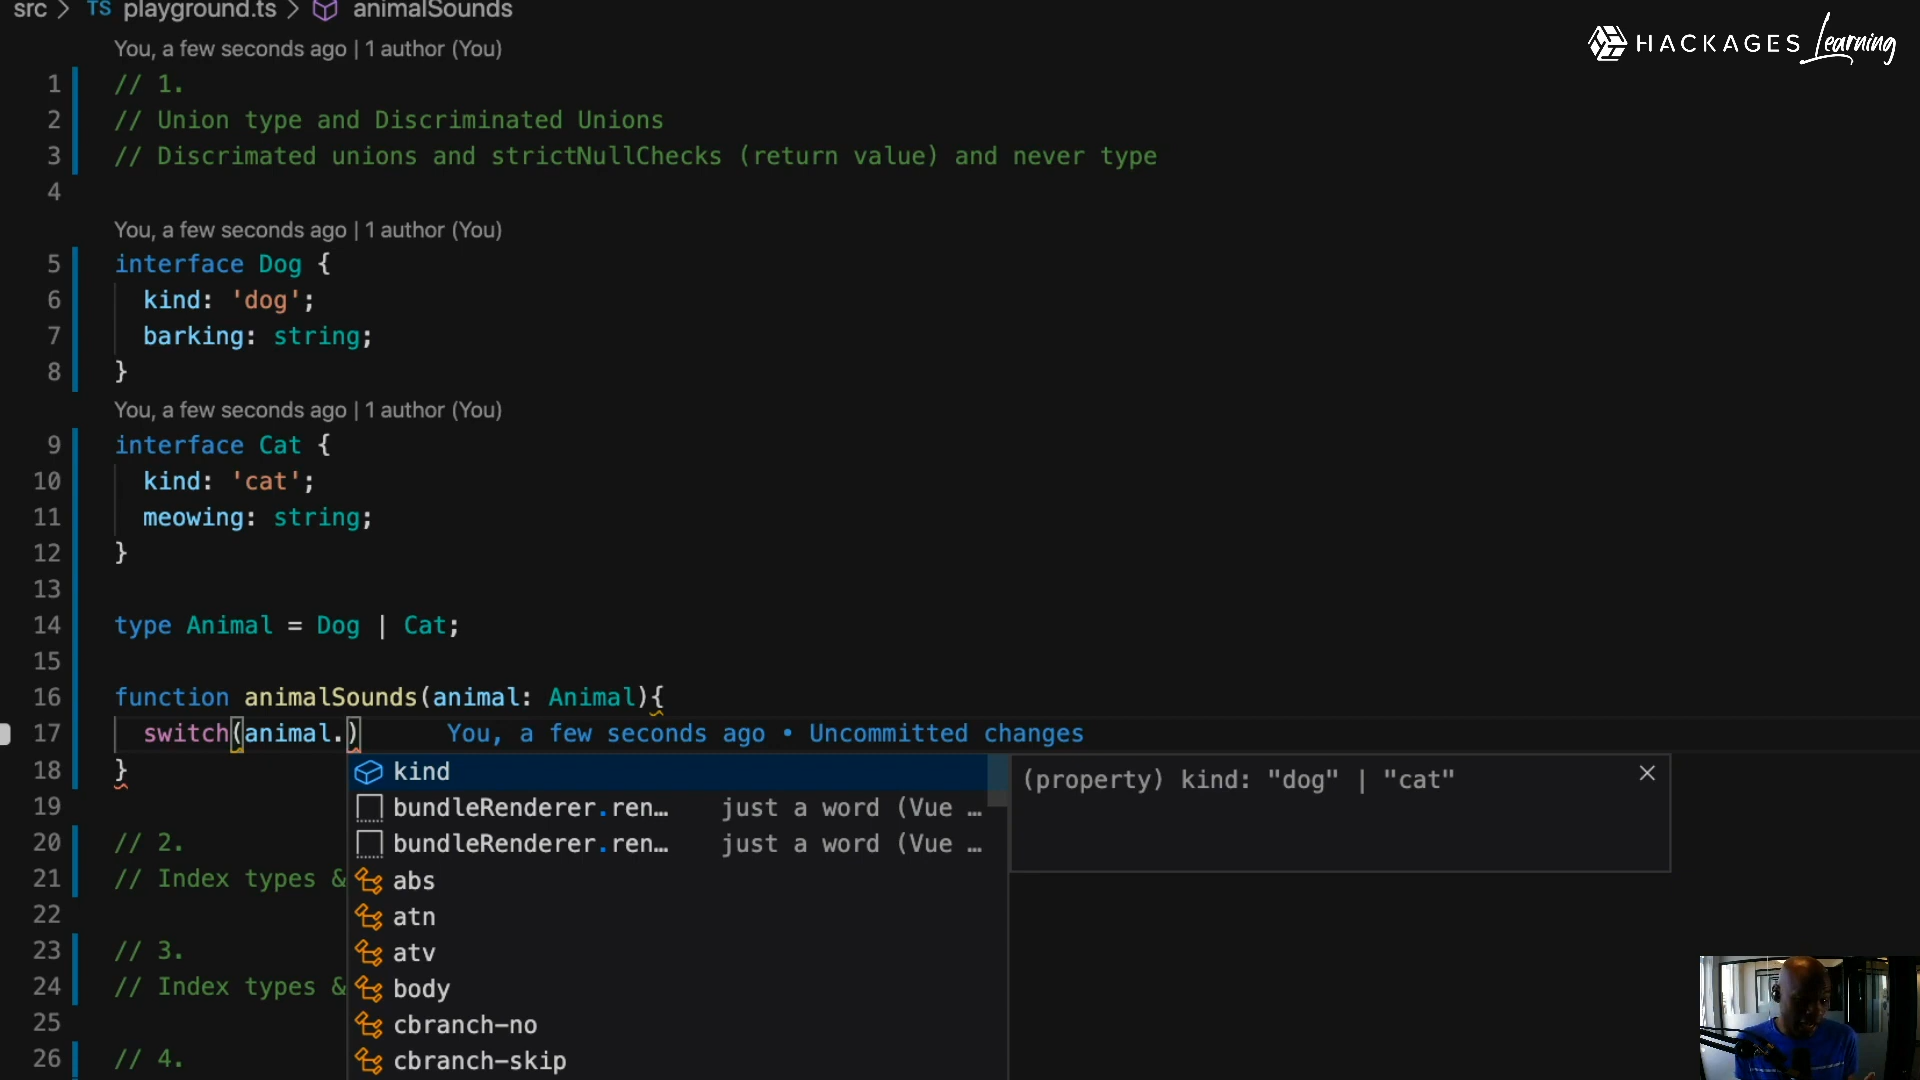 src > TS playground.ts > animalSounds
HACKAGES Learning
You, a few seconds ago | 1 author (You)
1 // 1.
2 // Union type and Discriminated Unions
3 // Discrimated unions and strictNullChecks (return value) and never type
4
You, a few seconds ago | 1 author (You)
5 interface Dog {
6 kind: 'dog';
7 barking: string;
8 }
You, a few seconds ago | 1 author (You)
9 interface Cat {
10 kind: 'cat';
11 meowing: string;
12 }
13
14 type Animal = Dog | Cat;
15
16 function animalSounds(animal: Animal){
17 switch(animal.) You, a few seconds ago • Uncommitted changes
18 }
kind
(property) kind: "dog" | "cat"
19
bundleRenderer.ren… just a word (Vue …
20 // 2.
bundleRenderer.ren… just a word (Vue …
21 // Index types &
abs
22
atn
23 // 3.
atv
24 // Index types &
body
25
cbranch-no
26 // 4.
cbranch-skip